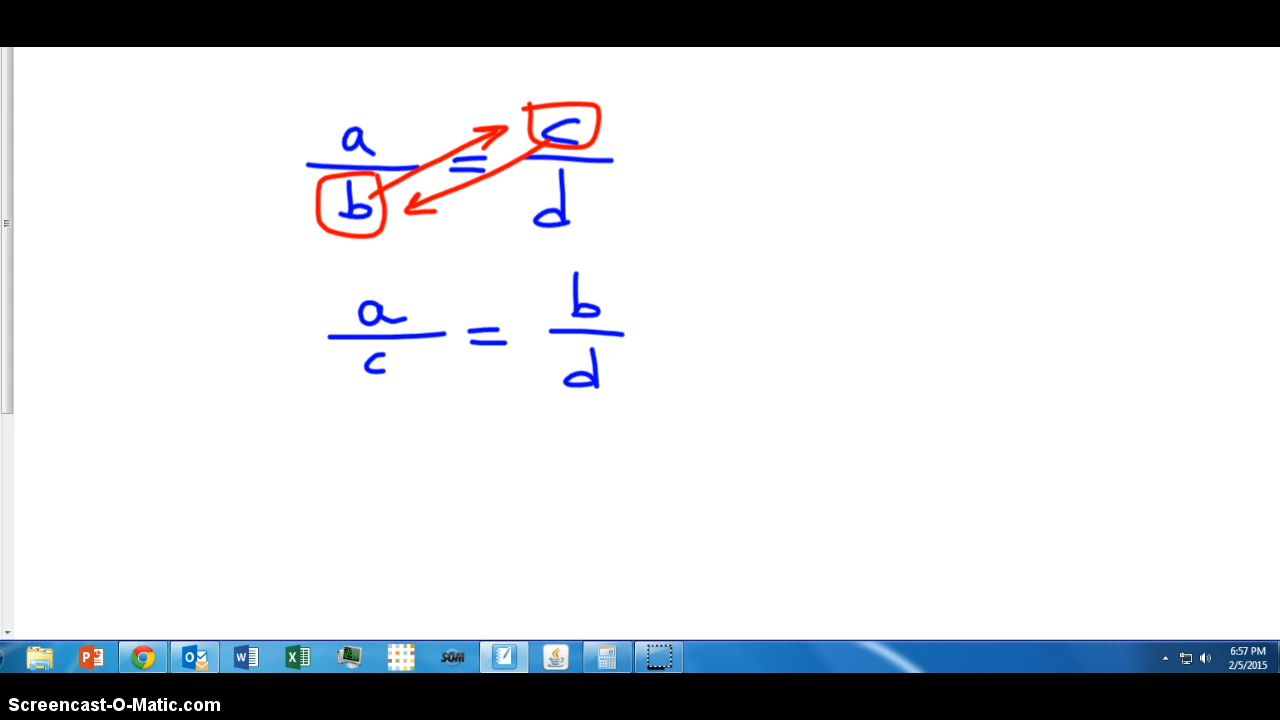 a/b = c/d
a/c = b/d
6:57 PM
2/5/2015
Screencast-O-Matic.com